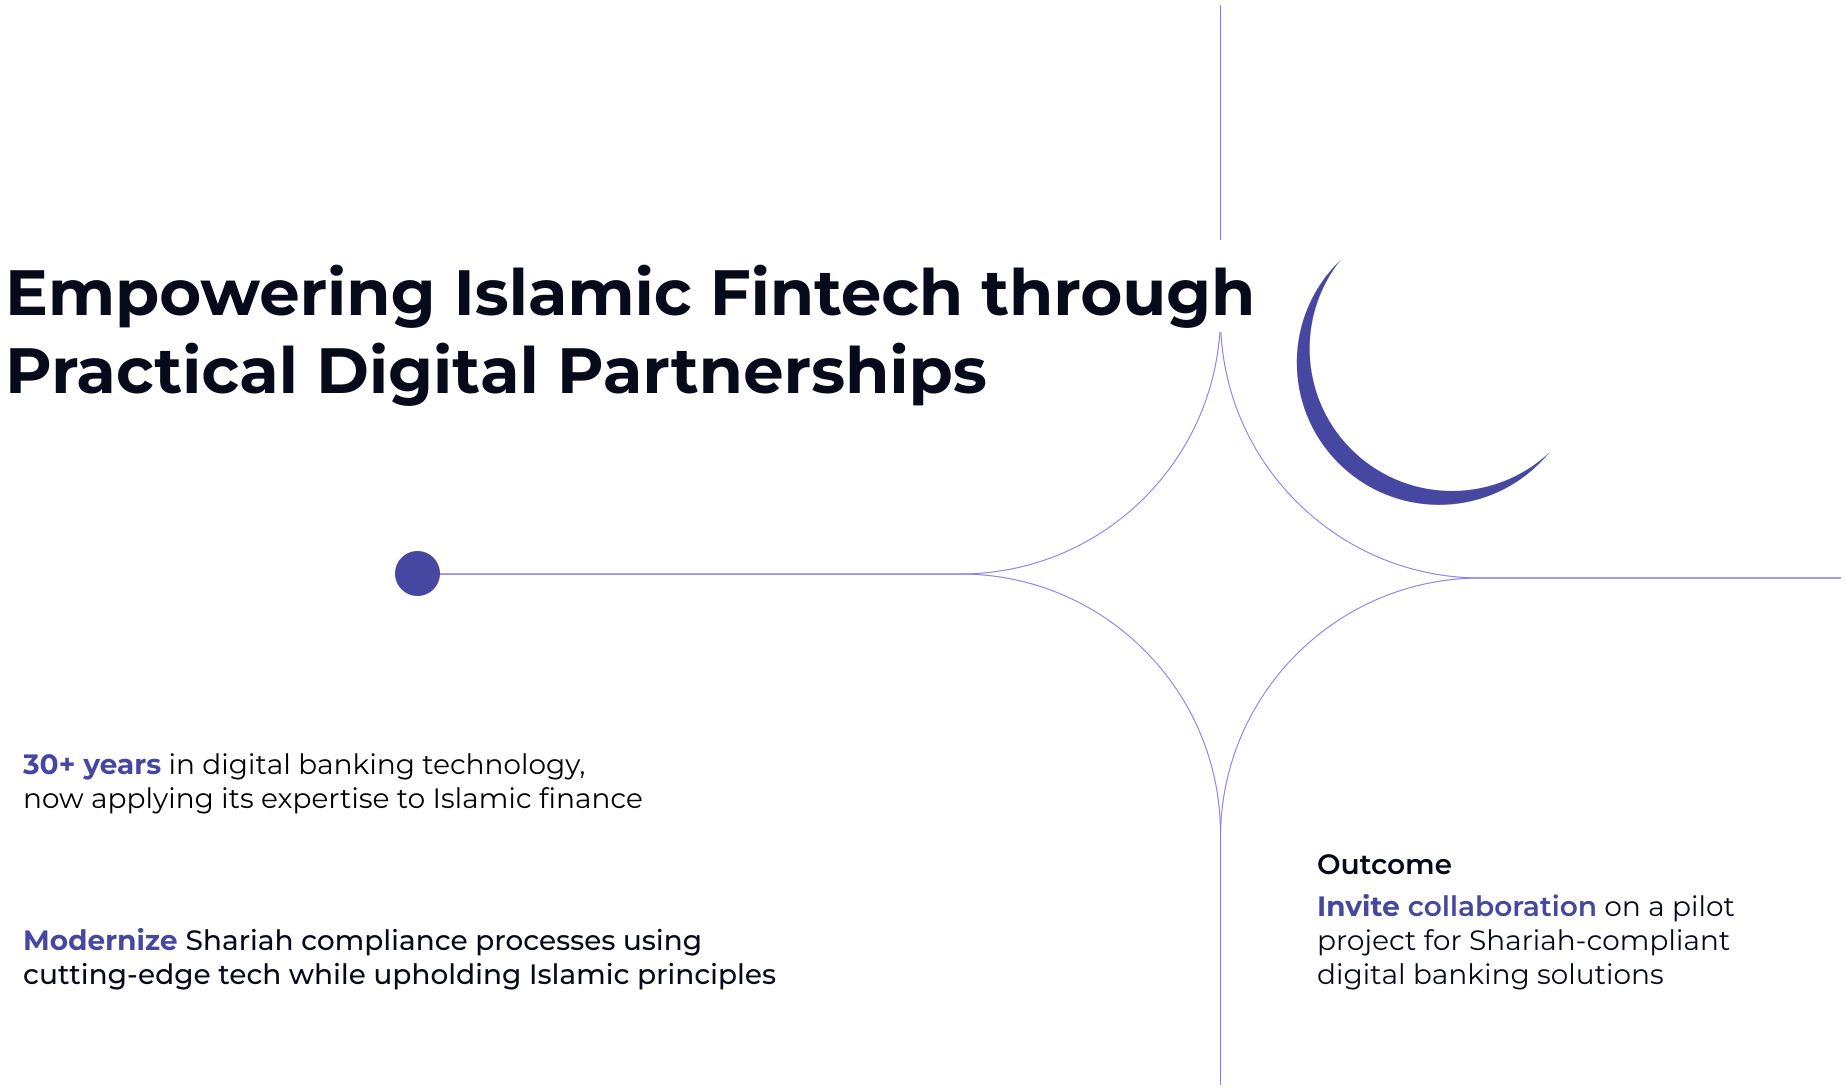 Empowering Islamic Fintech through
Practical Digital Partnerships
30+ years in digital banking technology,
now applying its expertise to Islamic finance
Modernize Shariah compliance processes using
cutting-edge tech while upholding Islamic principles
Outcome
Invite collaboration on a pilot
project for Shariah-compliant
digital banking solutions